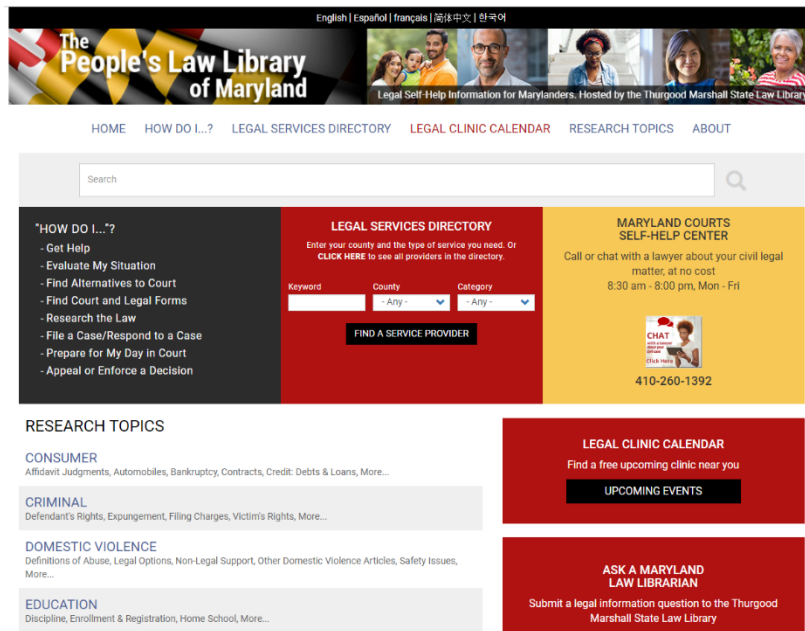 English | Español | français | 简体中文 | 한국어
The
People's Law Library
of Maryland
Legal Self-Help Information for Marylanders. Hosted by the Thurgood Marshall State Law Library
HOME HOW DO I...? LEGAL SERVICES DIRECTORY LEGAL CLINIC CALENDAR RESEARCH TOPICS ABOUT
Search
"HOW DO I..."?
- Get Help
- Evaluate My Situation
- Find Alternatives to Court
- Find Court and Legal Forms
- Research the Law
- File a Case/Respond to a Case
- Prepare for My Day in Court
- Appeal or Enforce a Decision
LEGAL SERVICES DIRECTORY
Enter your county and the type of service you need. Or
CLICK HERE to see all providers in the directory.
Keyword County Category
- Any - - Any -
FIND A SERVICE PROVIDER
MARYLAND COURTS
SELF-HELP CENTER
Call or chat with a lawyer about your civil legal
matter, at no cost
8:30 am - 8:00 pm, Mon - Fri
CHAT
with a lawyer
Click Here
410-260-1392
RESEARCH TOPICS
CONSUMER
Affidavit Judgments, Automobiles, Bankruptcy, Contracts, Credit: Debts & Loans, More...
CRIMINAL
Defendant's Rights, Expungement, Filing Charges, Victim's Rights, More...
DOMESTIC VIOLENCE
Definitions of Abuse, Legal Options, Non-Legal Support, Other Domestic Violence Articles, Safety Issues,
More...
EDUCATION
Discipline, Enrollment & Registration, Home School, More...
LEGAL CLINIC CALENDAR
Find a free upcoming clinic near you
UPCOMING EVENTS
ASK A MARYLAND
LAW LIBRARIAN
Submit a legal information question to the Thurgood
Marshall State Law Library